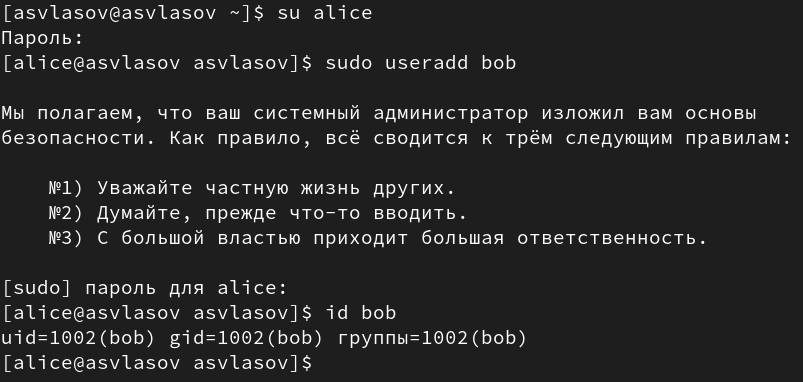 [asvlasov@asvlasov ~]$ su alice
Пароль:
[alice@asvlasov asvlasov]$ sudo useradd bob
Мы полагаем, что ваш системный администратор изложил вам основы
безопасности. Как правило, всё сводится к трём следующим правилам:
№1) Уважайте частную жизнь других.
№2) Думайте, прежде что-то вводить.
№3) С большой властью приходит большая ответственность.
[sudo] пароль для alice:
[alice@asvlasov asvlasov]$ id bob
uid=1002(bob) gid=1002(bob) группы=1002(bob)
[alice@asvlasov asvlasov]$